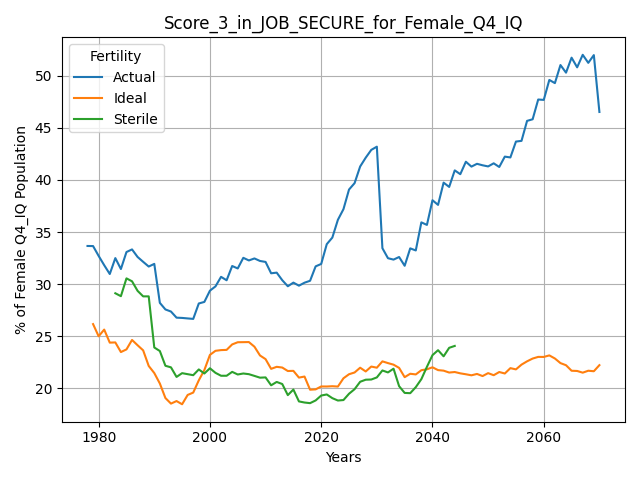 Score_3_in_JOB_SECURE_for_Female_Q4_IQ
Fertility
Actual
Ideal
Sterile
% of Female Q4_IQ Population
50
45
40
35
30
25
20
1980
2000
2020
2040
2060
Years